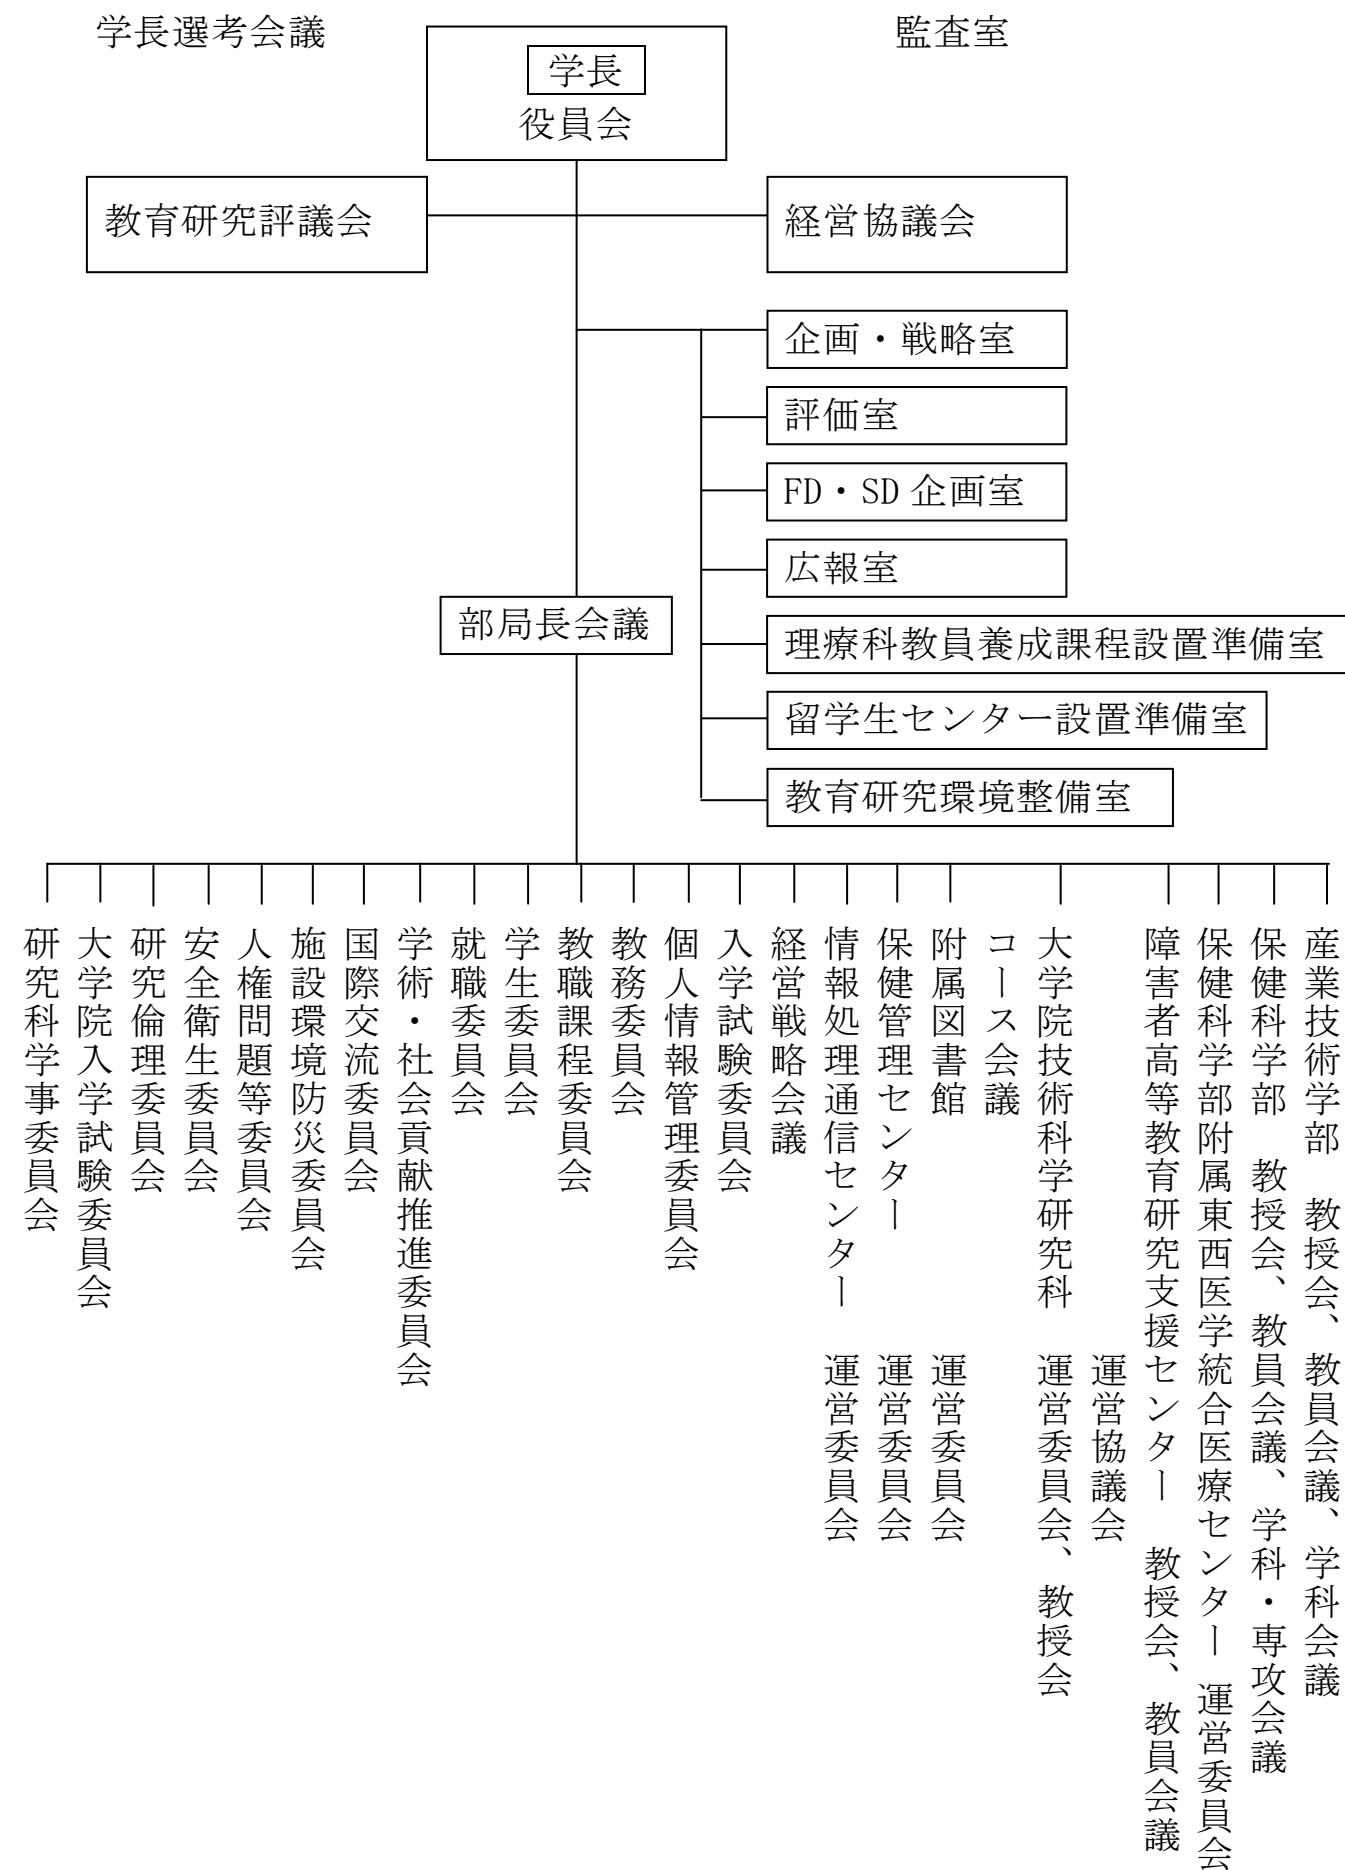 学長選考会議
監査室
学長
役員会
教育研究評議会
経営協議会
企画・戦略室
評価室
FD・SD企画室
広報室
部局長会議
理療科教員養成課程設置準備室
留学生センター設置準備室
教育研究環境整備室
産業技術学部　教授会、教員会議、学科会議
保健科学部　教授会、教員会議、学科・専攻会議
保健科学部附属東西医学統合医療センター　運営委員会
障害者高等教育研究支援センター　教授会、教員会議
運営協議会
大学院技術科学研究科　運営委員会、教授会
コース会議
附属図書館　運営委員会
保健管理センター　運営委員会
情報処理通信センター　運営委員会
経営戦略会議
入学試験委員会
個人情報管理委員会
教務委員会
教職課程委員会
学生委員会
就職委員会
学術・社会貢献推進委員会
国際交流委員会
施設環境防災委員会
人権問題等委員会
安全衛生委員会
研究倫理委員会
大学院入学試験委員会
研究科学事委員会